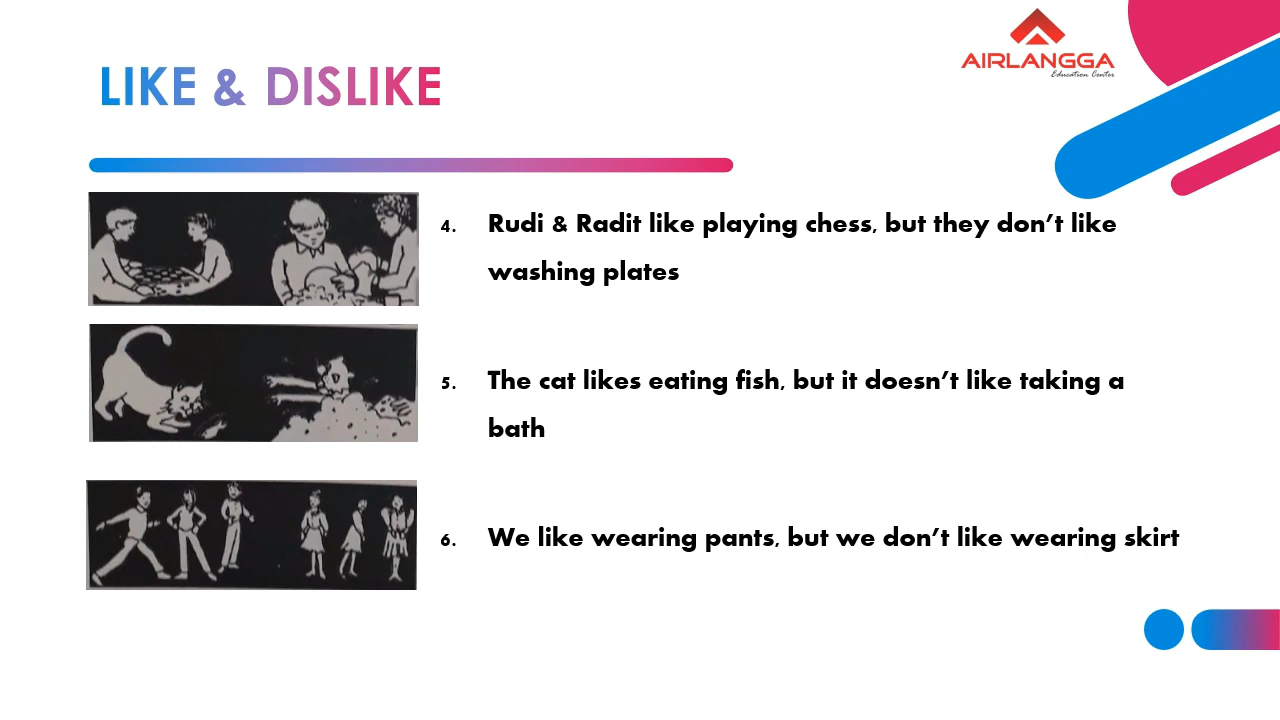 AIRLANGGA
Education Center
LIKE & DISLIKE
4. Rudi & Radit like playing chess, but they don’t like
washing plates
5. The cat likes eating fish, but it doesn’t like taking a
bath
6. We like wearing pants, but we don’t like wearing skirt